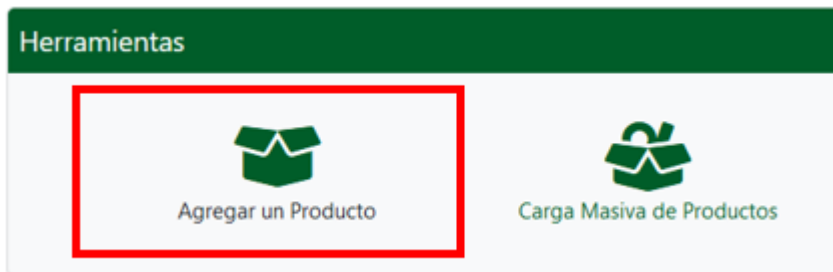 Herramientas
Agregar un Producto
Carga Masiva de Productos